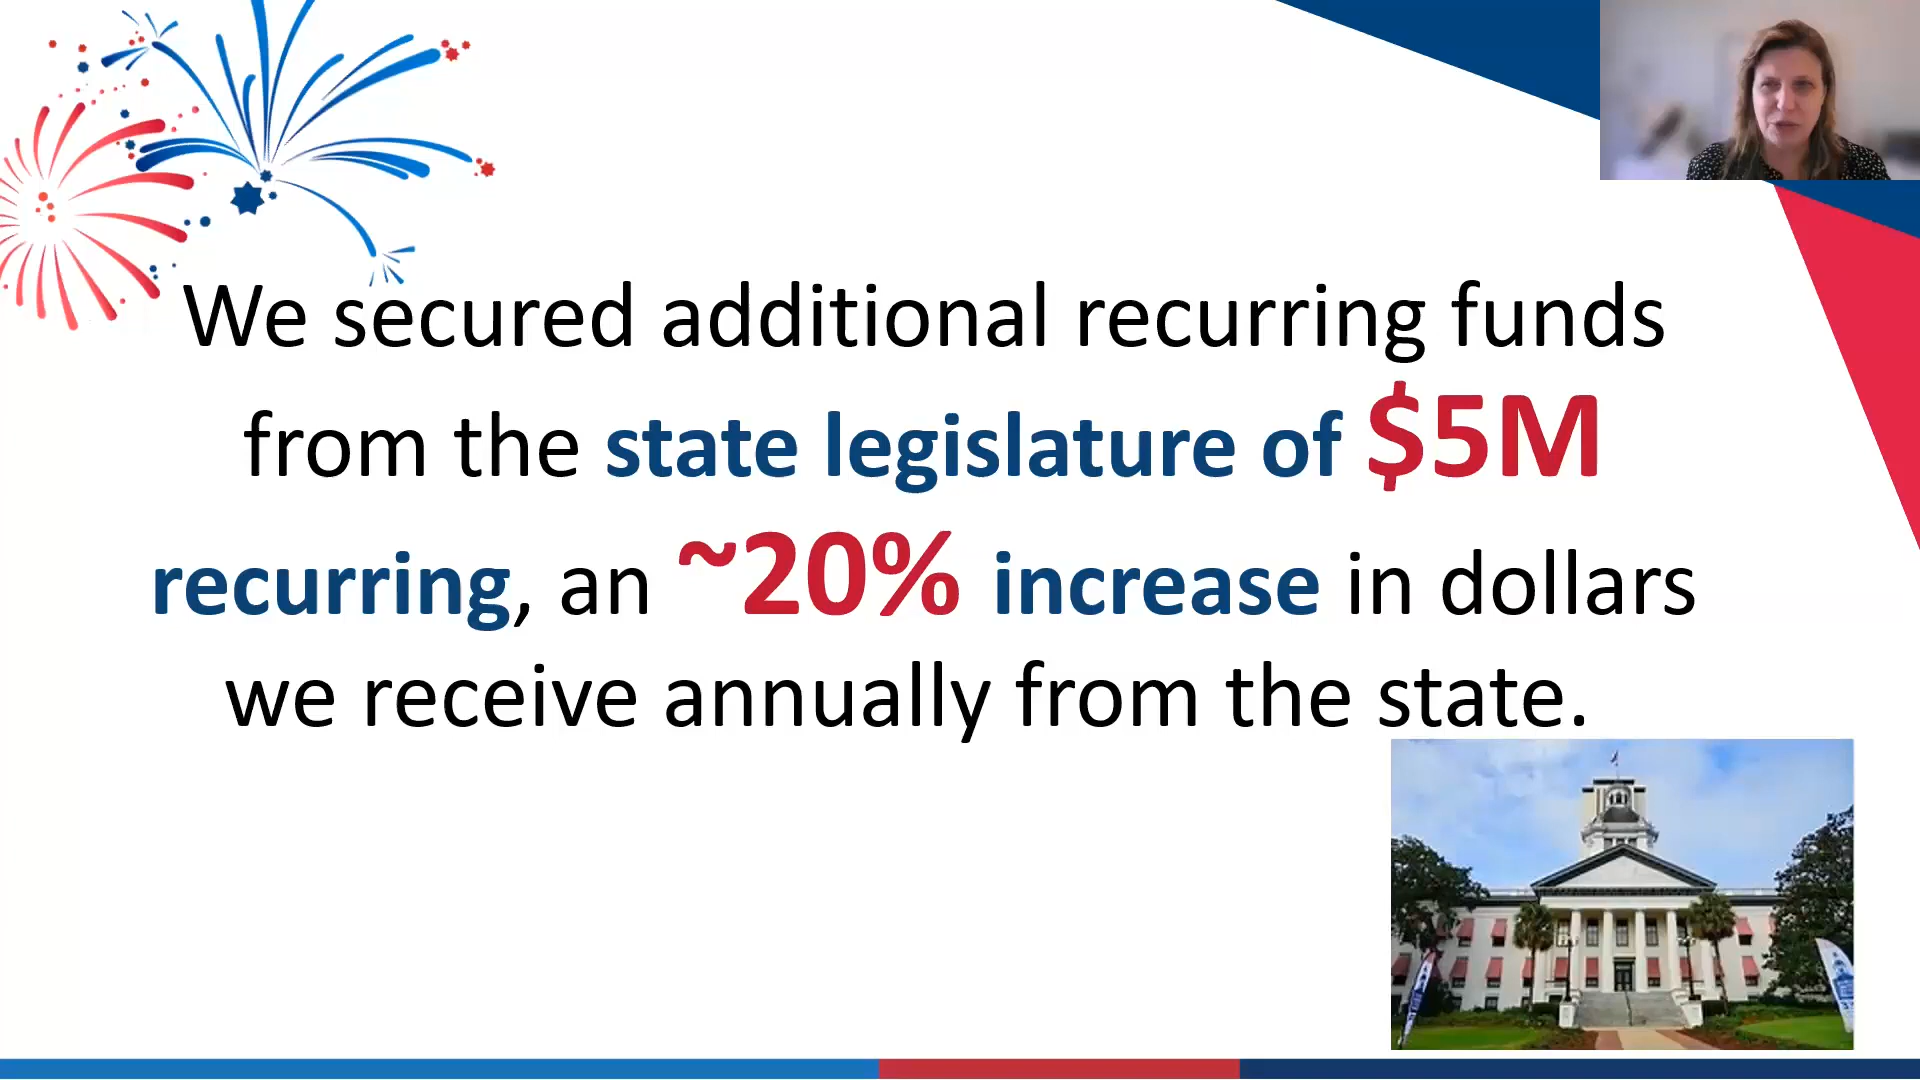 We secured additional recurring funds
from the state legislature of $5M
recurring, an ~20% increase in dollars
we receive annually from the state.